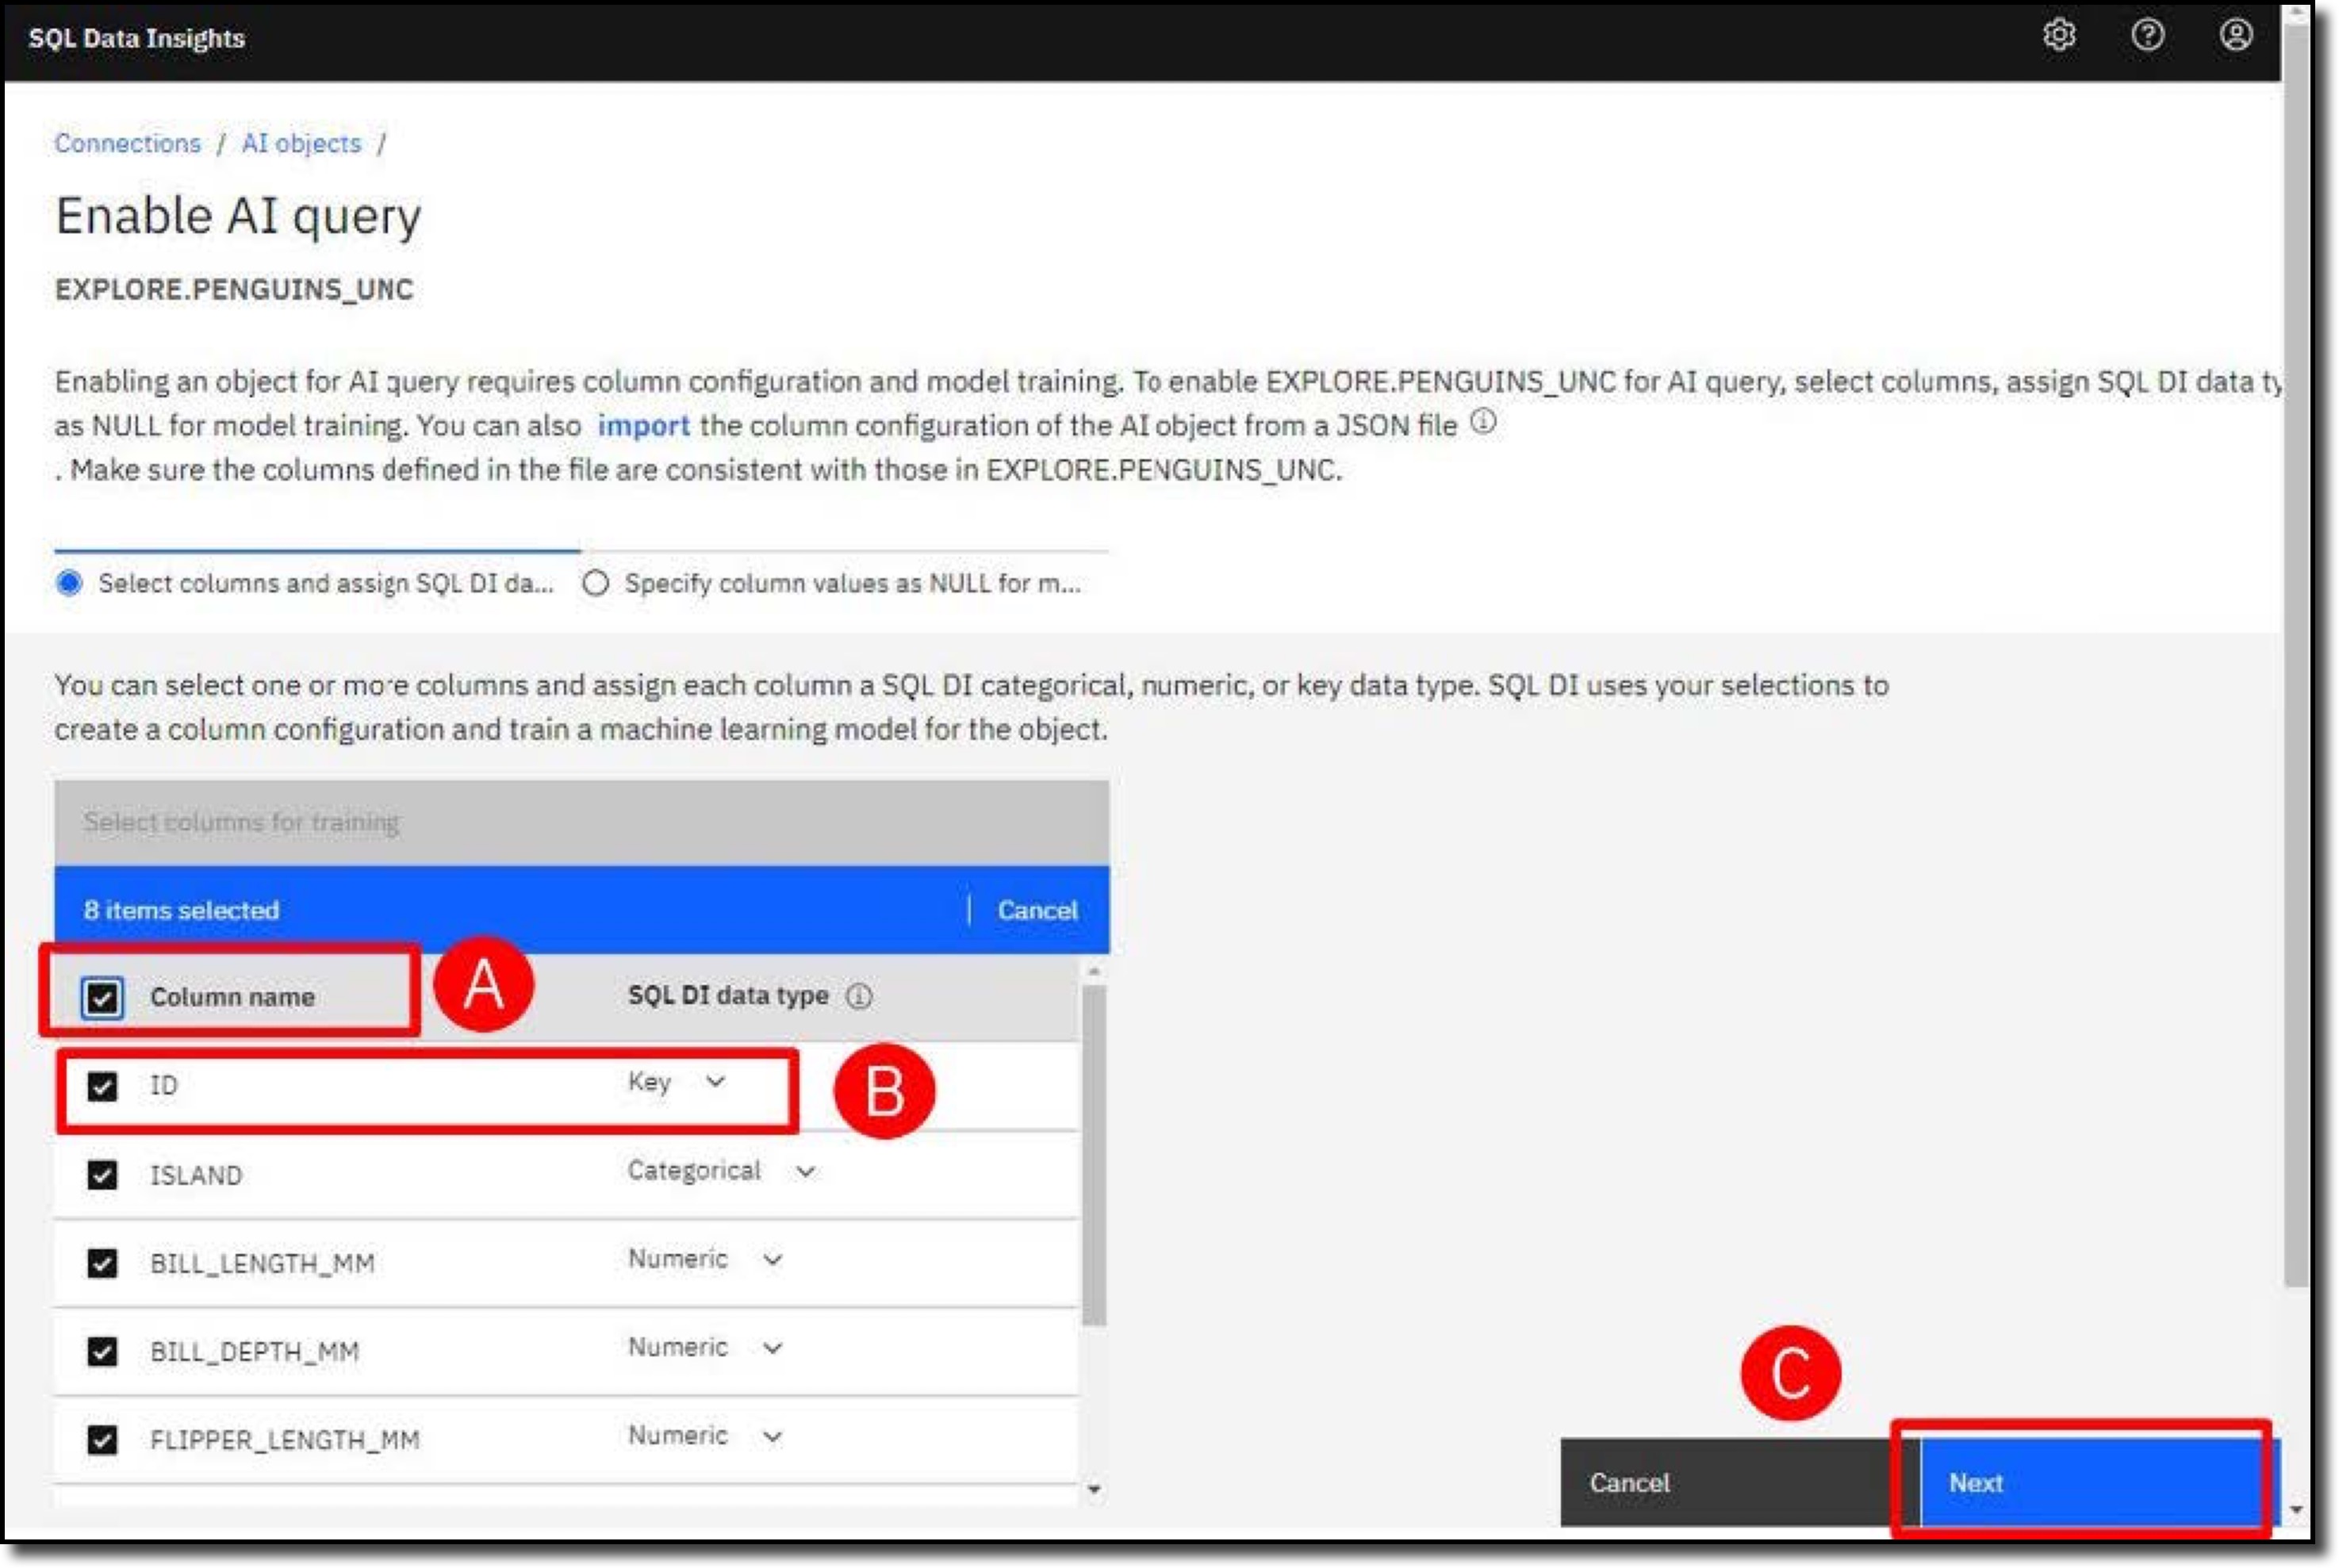 SQL Data Insights
Connections / AI objects /
Enable AI query
EXPLORE.PENGUINS_UNC
Enabling an object for AI query requires column configuration and model training. To enable EXPLORE.PENGUINS_UNC for AI query, select columns, assign SQL DI data ty
as NULL for model training. You can also import the column configuration of the AI object from a JSON file
. Make sure the columns defined in the file are consistent with those in EXPLORE.PENGUINS_UNC.
Select columns and assign SQL DI da... Specify column values as NULL for m...
You can select one or more columns and assign each column a SQL DI categorical, numeric, or key data type. SQL DI uses your selections to
create a column configuration and train a machine learning model for the object.
Select columns for training
8 items selected Cancel
Column name A SQL DI data type
ID Key B
ISLAND Categorical
BILL_LENGTH_MM Numeric
BILL_DEPTH_MM Numeric
FLIPPER_LENGTH_MM Numeric
C
Cancel Next